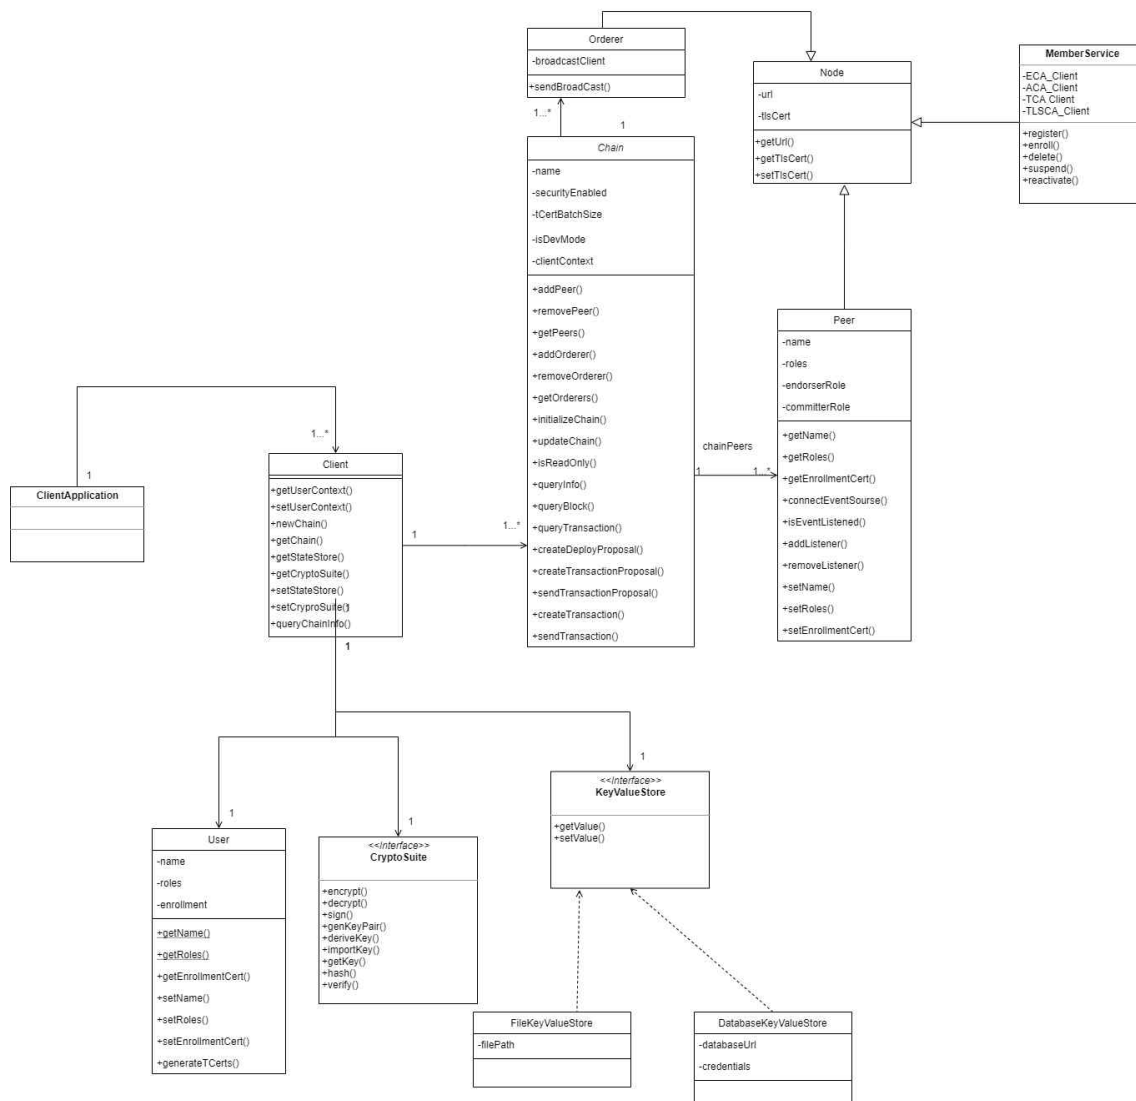 Orderer
-broadcastClient
+sendBroadCast()
1...*
1
Node
-url
-tlsCert
+getUrl()
+getTlsCert()
+setTlsCert()
MemberService
-ECA_Client
-ACA_Client
-TCA Client
-TLSCA_Client
+register()
+enroll()
+delete()
+suspend()
+reactivate()
Chain
-name
-securityEnabled
-tCertBatchSize
-isDevMode
-clientContext
+addPeer()
+removePeer()
+getPeers()
+addOrderer()
+removeOrderer()
+getOrderers()
+initializeChain()
+updateChain()
+isReadOnly()
+queryInfo()
+queryBlock()
+queryTransaction()
+createDeployProposal()
+createTransactionProposal()
+sendTransactionProposal()
+createTransaction()
+sendTransaction()
chainPeers
1
1...*
Peer
-name
-roles
-endorserRole
-committerRole
+getName()
+getRoles()
+getEnrollmentCert()
+connectEventSourse()
+isEventListened()
+addListener()
+removeListener()
+setName()
+setRoles()
+setEnrollmentCert()
1
1...*
ClientApplication
Client
+getUserContext()
+setUserContext()
+newChain()
+getChain()
+getStateStore()
+getCryptoSuite()
+setStateStore()
+setCryproSuite()
+queryChainInfo()
1
1...*
1
1
1
1
1
User
-name
-roles
-enrollment
+getName()
+getRoles()
+getEnrollmentCert()
+setName()
+setRoles()
+setEnrollmentCert()
+generateTCerts()
<<Interface>>
CryptoSuite
+encrypt()
+decrypt()
+sign()
+genKeyPair()
+deriveKey()
+importKey()
+getKey()
+hash()
+verify()
<<Interface>>
KeyValueStore
+getValue()
+setValue()
FileKeyValueStore
-filePath
DatabaseKeyValueStore
-databaseUrl
-credentials